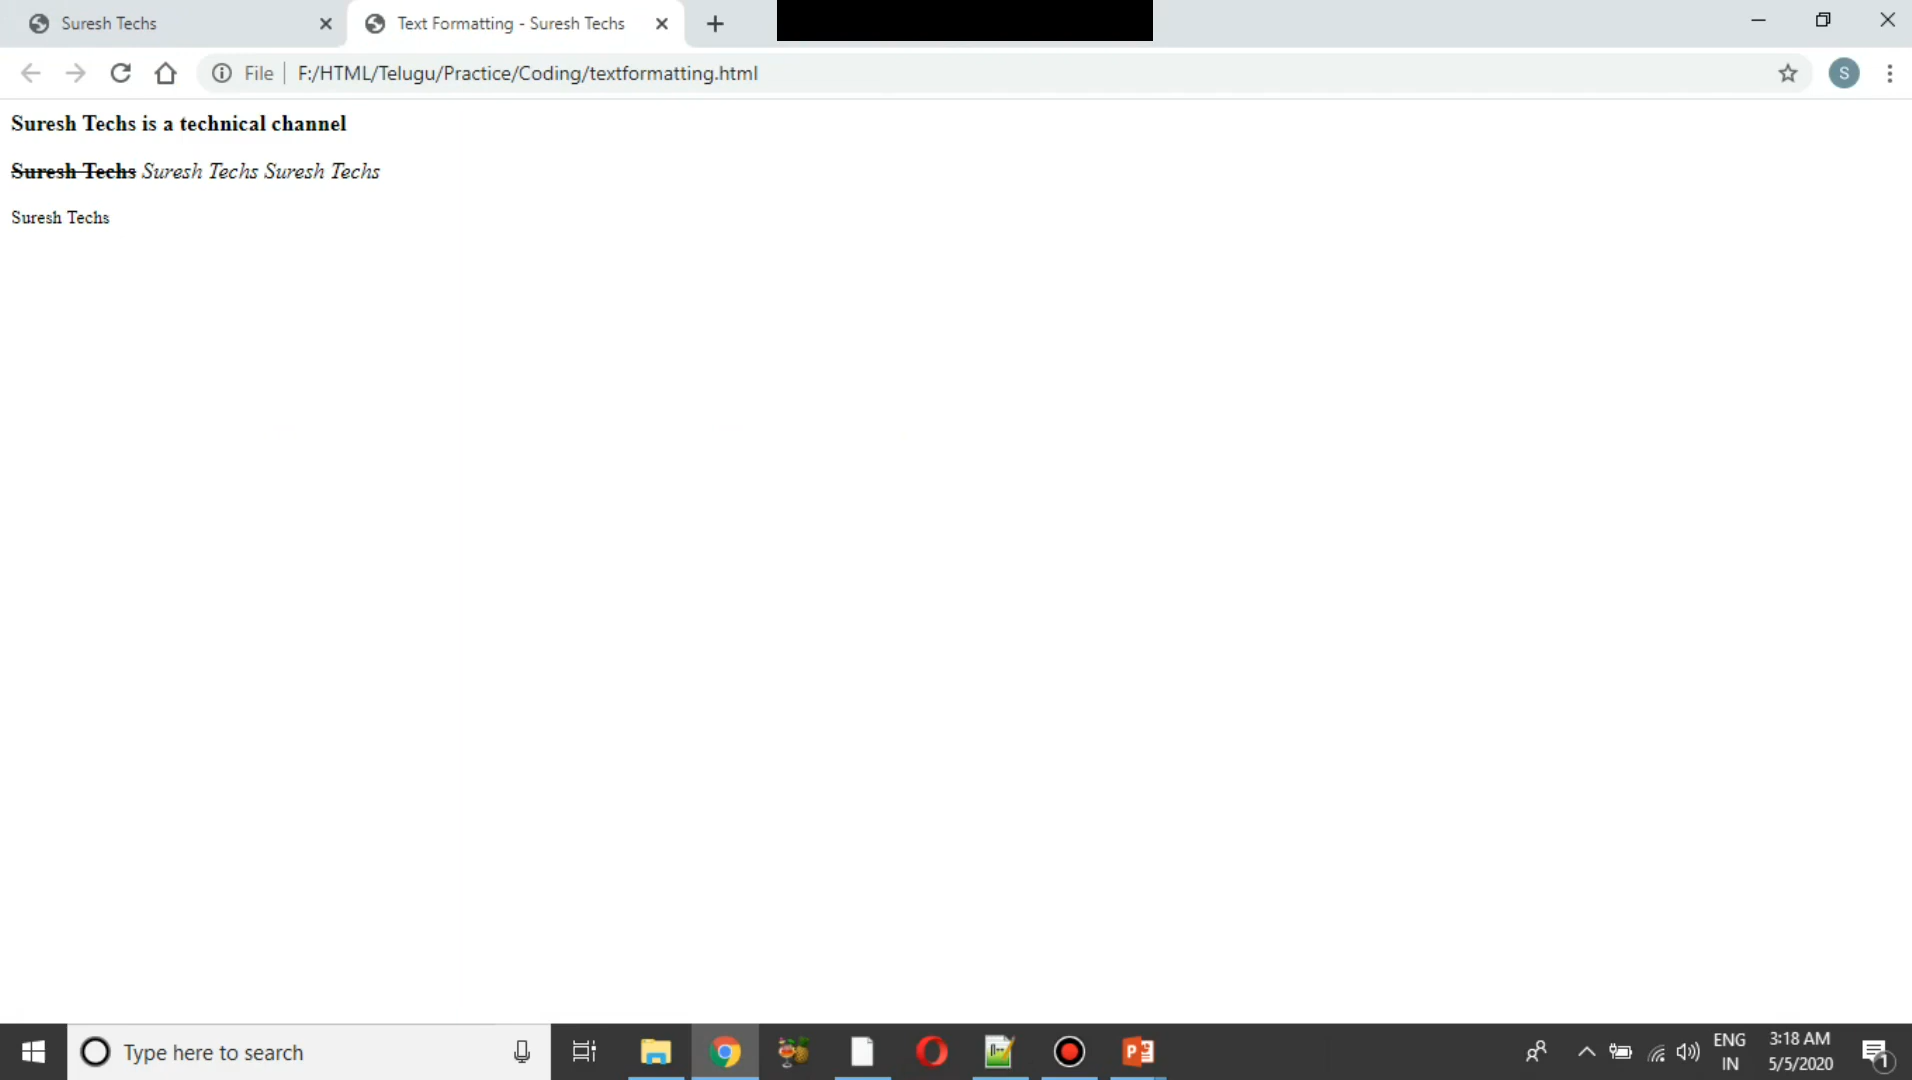 Suresh Techs
Text Formatting - Suresh Techs
File
F:/HTML/Telugu/Practice/Coding/textformatting.html
S
Suresh Techs is a technical channel
Suresh Techs Suresh Techs Suresh Techs
Suresh Techs
Type here to search
ENG
IN
3:18 AM
5/5/2020
1